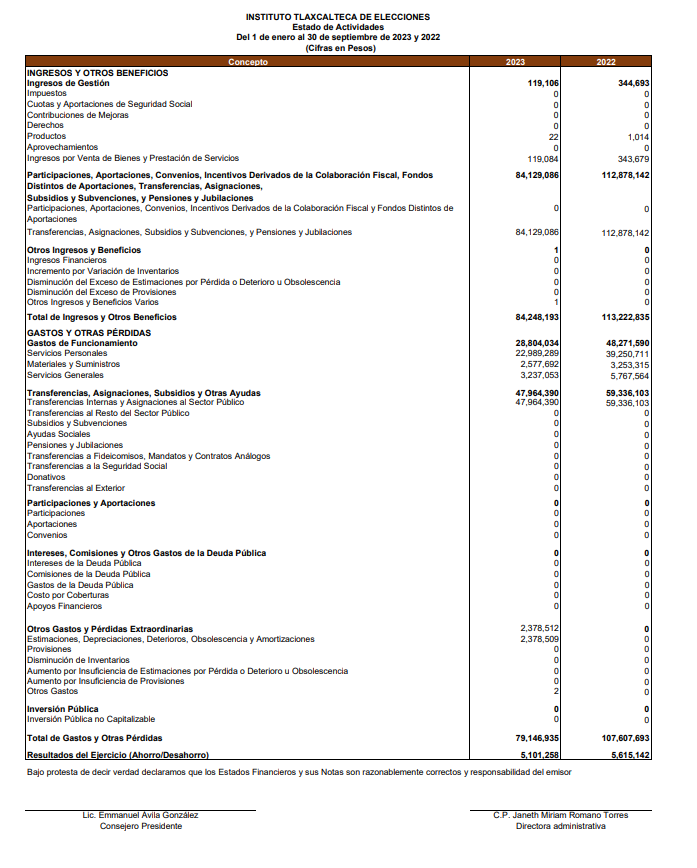 INSTITUTO TLAXCALTECA DE ELECCIONES
Estado de Actividades
Del 1 de enero al 30 de septiembre de 2023 y 2022
(Cifras en Pesos)
Concepto 2023 2022
INGRESOS Y OTROS BENEFICIOS
Ingresos de Gestión 119,106 344,693
Impuestos 0 0
Cuotas y Aportaciones de Seguridad Social 0 0
Contribuciones de Mejoras 0 0
Derechos 0 0
Productos 22 1,014
Aprovechamientos 0 0
Ingresos por Venta de Bienes y Prestación de Servicios 119,084 343,679
Participaciones, Aportaciones, Convenios, Incentivos Derivados de la Colaboración Fiscal, Fondos 84,129,086 112,878,142
Distintos de Aportaciones, Transferencias, Asignaciones,
Subsidios y Subvenciones, y Pensiones y Jubilaciones
Participaciones, Aportaciones, Convenios, Incentivos Derivados de la Colaboración Fiscal y Fondos Distintos de 0 0
Aportaciones
Transferencias, Asignaciones, Subsidios y Subvenciones, y Pensiones y Jubilaciones 84,129,086 112,878,142
Otros Ingresos y Beneficios 1 0
Ingresos Financieros 0 0
Incremento por Variación de Inventarios 0 0
Disminución del Exceso de Estimaciones por Pérdida o Deterioro u Obsolescencia 0 0
Disminución del Exceso de Provisiones 0 0
Otros Ingresos y Beneficios Varios 1 0
Total de Ingresos y Otros Beneficios 84,248,193 113,222,835
GASTOS Y OTRAS PÉRDIDAS
Gastos de Funcionamiento 28,804,034 48,271,590
Servicios Personales 22,989,289 39,250,711
Materiales y Suministros 2,577,692 3,253,315
Servicios Generales 3,237,053 5,767,564
Transferencias, Asignaciones, Subsidios y Otras Ayudas 47,964,390 59,336,103
Transferencias Internas y Asignaciones al Sector Público 47,964,390 59,336,103
Transferencias al Resto del Sector Público 0 0
Subsidios y Subvenciones 0 0
Ayudas Sociales 0 0
Pensiones y Jubilaciones 0 0
Transferencias a Fideicomisos, Mandatos y Contratos Análogos 0 0
Transferencias a la Seguridad Social 0 0
Donativos 0 0
Transferencias al Exterior 0 0
Participaciones y Aportaciones 0 0
Participaciones 0 0
Aportaciones 0 0
Convenios 0 0
Intereses, Comisiones y Otros Gastos de la Deuda Pública 0 0
Intereses de la Deuda Pública 0 0
Comisiones de la Deuda Pública 0 0
Gastos de la Deuda Pública 0 0
Costo por Coberturas 0 0
Apoyos Financieros 0 0
Otros Gastos y Pérdidas Extraordinarias 2,378,512 0
Estimaciones, Depreciaciones, Deterioros, Obsolescencia y Amortizaciones 2,378,509 0
Provisiones 0 0
Disminución de Inventarios 0 0
Aumento por Insuficiencia de Estimaciones por Pérdida o Deterioro u Obsolescencia 0 0
Aumento por Insuficiencia de Provisiones 0 0
Otros Gastos 2 0
Inversión Pública 0 0
Inversión Pública no Capitalizable 0 0
Total de Gastos y Otras Pérdidas 79,146,935 107,607,693
Resultados del Ejercicio (Ahorro/Desahorro) 5,101,258 5,615,142
Bajo protesta de decir verdad declaramos que los Estados Financieros y sus Notas son razonablemente correctos y responsabilidad del emisor
Lic. Emmanuel Ávila González C.P. Janeth Miriam Romano Torres
Consejero Presidente Directora administrativa